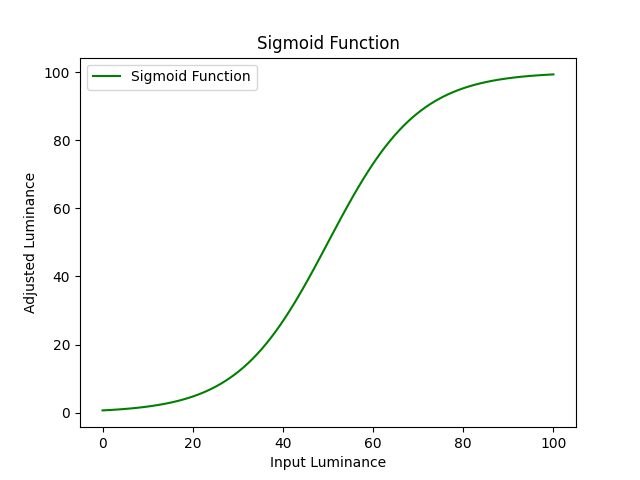 Sigmoid Function
Sigmoid Function
Adjusted Luminance
100
80
60
40
20
0
0 20 40 60 80 100
Input Luminance